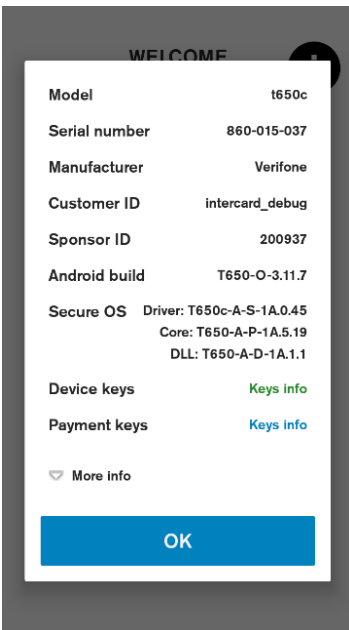 WELCOME
Model t650c
Serial number 860-015-037
Manufacturer Verifone
Customer ID intercard_debug
Sponsor ID 200937
Android build T650-O-3.11.7
Secure OS Driver: T650c-A-S-1A.0.45
Core: T650-A-P-1A.5.19
DLL: T650-A-D-1A.1.1
Device keys Keys info
Payment keys Keys info
More info
OK